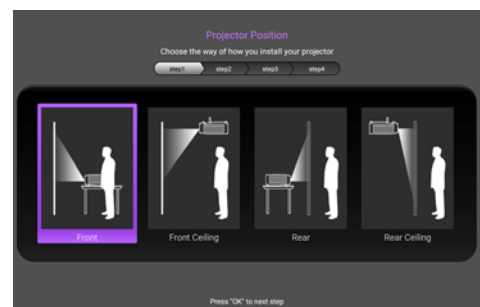 Projector Position
Choose the way of how you install your projector
step1 step2 step3 step4
Front Front Ceiling Rear Rear Ceiling
Press "OK" to next step